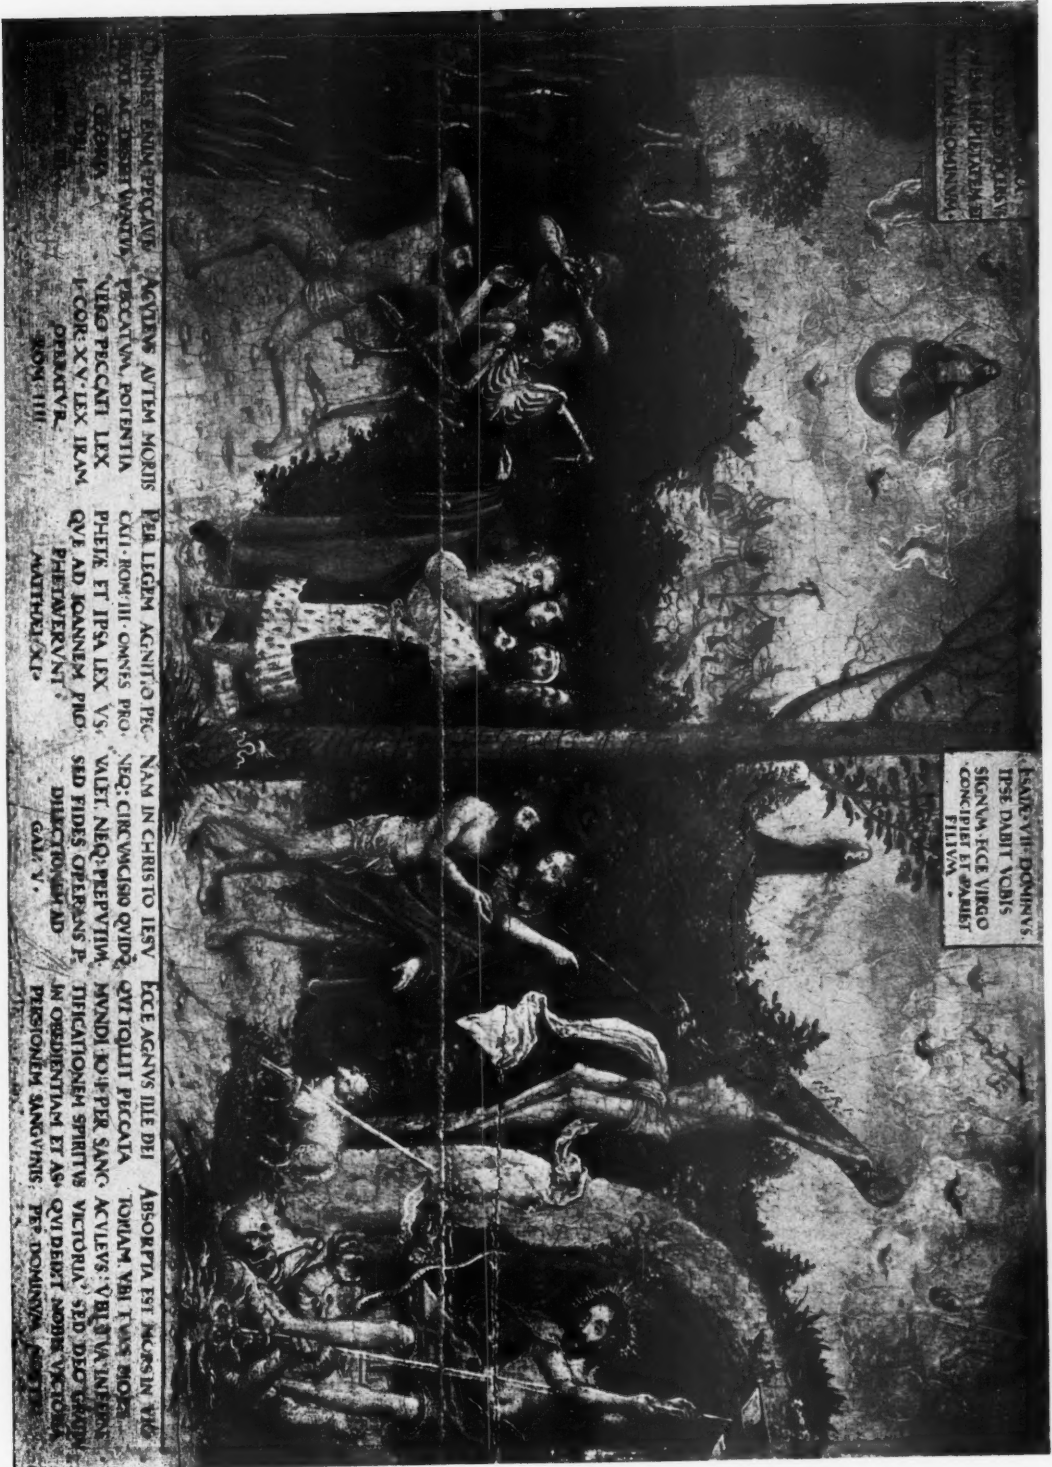 ESAIÆ · VII · DOMINVS ·
IPSE DABIT VOBIS
SIGNVM ECCE VIRGO
· CONCIPIET ET PARIET
FILIVM ·
OMNES ENIM PECCAVE
GLORIA
DEI
ACVLEVS AVTEM MORTIS
PECCATVM, POTENTIA
VERO PECCATI LEX
I · COR: XV · LEX IRAM
OPERATVR
ROM IIII
PER LEGEM AGNITIO PEC
CATI · ROM III · OMNES PRO
PHETÆ ET IPSA LEX VS
QVE AD IOANNEM PRO
PHETAVERVNT ·
MATTHEI · XI ·
NAM IN CHRISTO IESV
NEQ; CIRCVMCISIO QVIDQ
VALET, NEQ; PREPVTIVM,
SED FIDES OPERANS P
DILECTIONEM AD
GAL · V ·
ECCE AGNVS ILLE DEI
QVI TOLLIT PECCATA
MVNDI · IO · I · PER SANC
TIFICATIONEM SPIRITVS
IN OBEDIENTIAM ET AS
PERSIONEM SANGVINIS
ABSORPTA EST MORS IN VIC
TORIAM VBI TVVS MORS
ACVLEVS: VBI TVA INFERN
VICTORIA, SED DEO GRATIA
QVI DEDIT NOBIS VICTORIA
PER DOMINVM